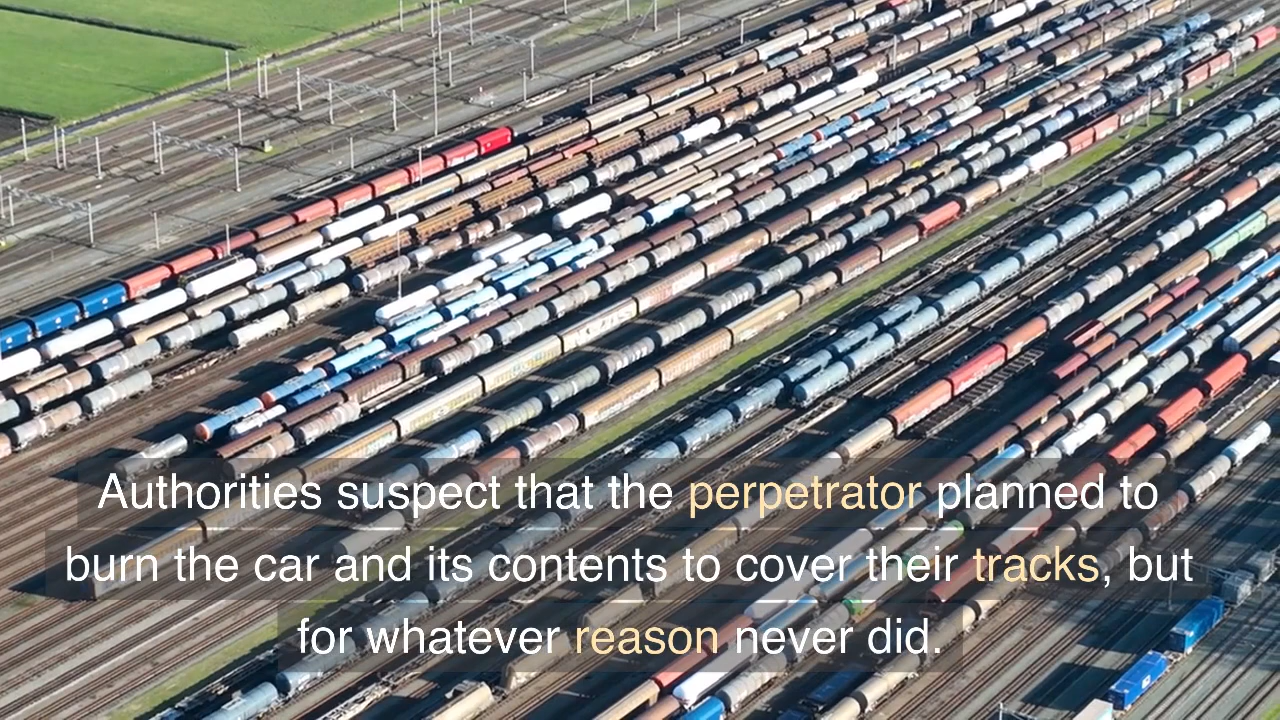 Authorities suspect that the perpetrator planned to
burn the car and its contents to cover their tracks, but
for whatever reason never did.